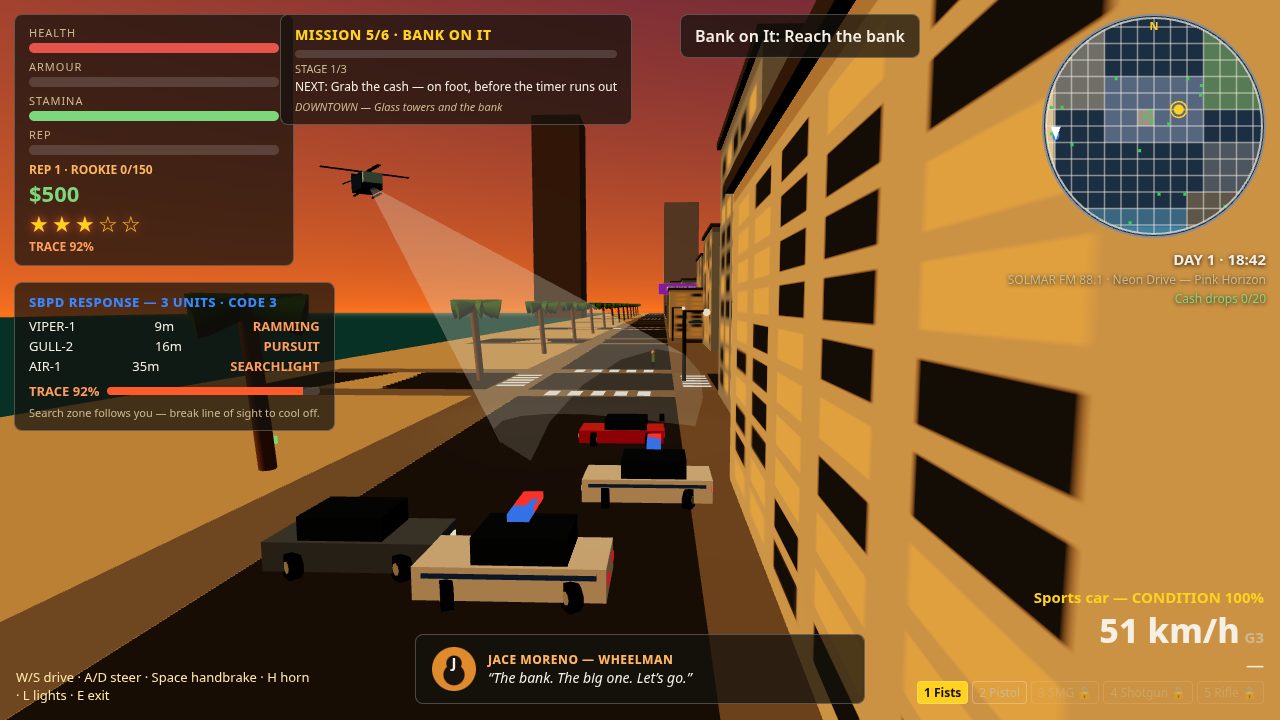 HEALTH
ARMOUR
STAMINA
REP
REP 1 · ROOKIE 0/150
$500
★★★☆☆
TRACE 92%
MISSION 5/6 · BANK ON IT
STAGE 1/3
NEXT: Grab the cash — on foot, before the timer runs out
DOWNTOWN — Glass towers and the bank
Bank on It: Reach the bank
N
DAY 1 · 18:42
SOLMAR FM 88.1 · Neon Drive — Pink Horizon
Cash drops 0/20
SBPD RESPONSE — 3 UNITS · CODE 3
VIPER-1 9m RAMMING
GULL-2 16m PURSUIT
AIR-1 35m SEARCHLIGHT
TRACE 92%
Search zone follows you — break line of sight to cool off.
Sports car — CONDITION 100%
51 km/h G3
—
J
JACE MORENO — WHEELMAN
“The bank. The big one. Let’s go.”
W/S drive · A/D steer · Space handbrake · H horn
· L lights · E exit
1 Fists 2 Pistol 3 SMG 🔒 4 Shotgun 🔒 5 Rifle 🔒